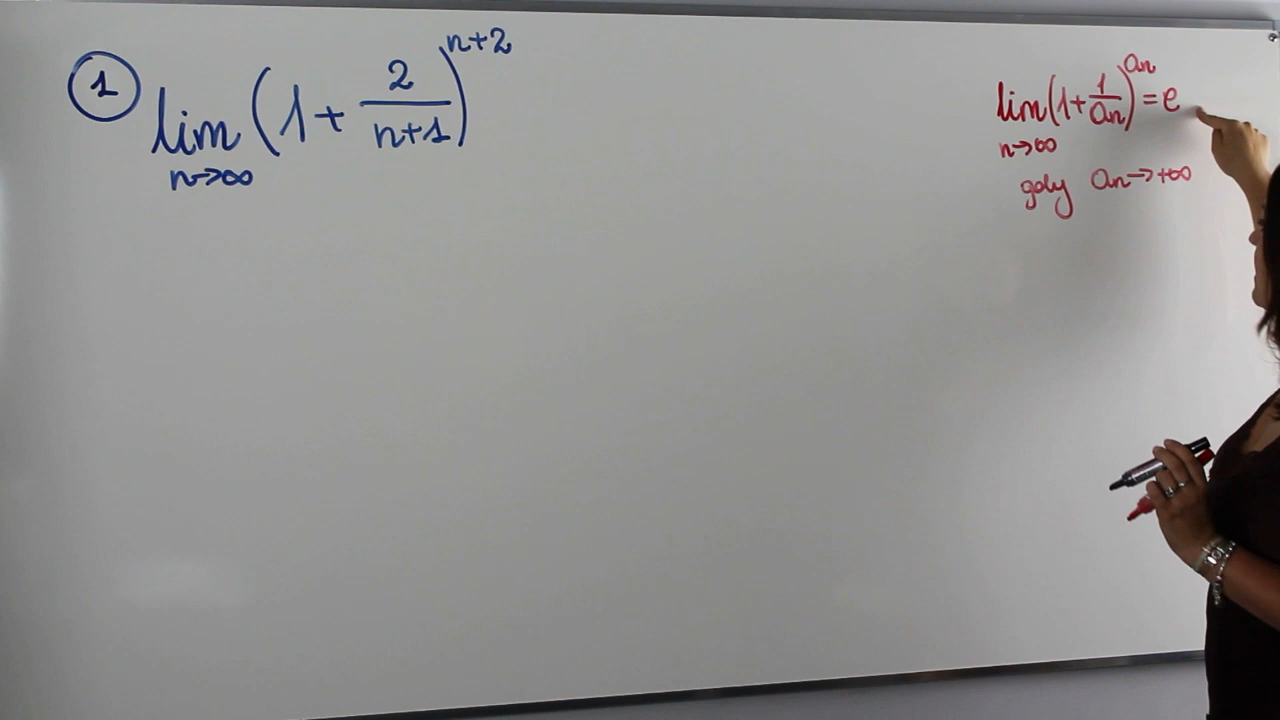 1 lim n→∞ (1 + 2/(n+1))^(n+2)
lim n→∞ (1 + 1/an)^an = e
gdy an→+∞